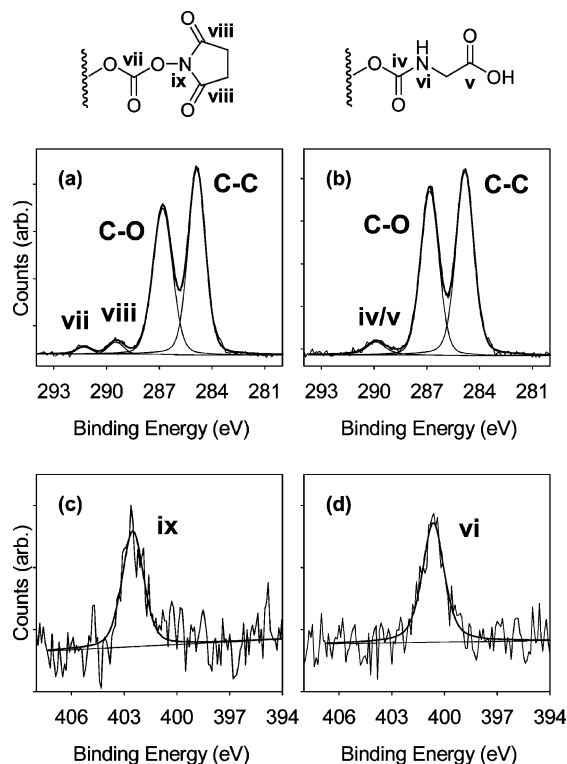 O
viii
vii
O
O
N
ix
O
viii
O
iv
H
N
O
vi
O
v
OH
(a)
C-C
C-O
vii
viii
(b)
C-C
C-O
iv/v
Counts (arb.)
293 290 287 284 281
293 290 287 284 281
Binding Energy (eV)
Binding Energy (eV)
(c)
ix
(d)
vi
Counts (arb.)
406 403 400 397 394
406 403 400 397 394
Binding Energy (eV)
Binding Energy (eV)